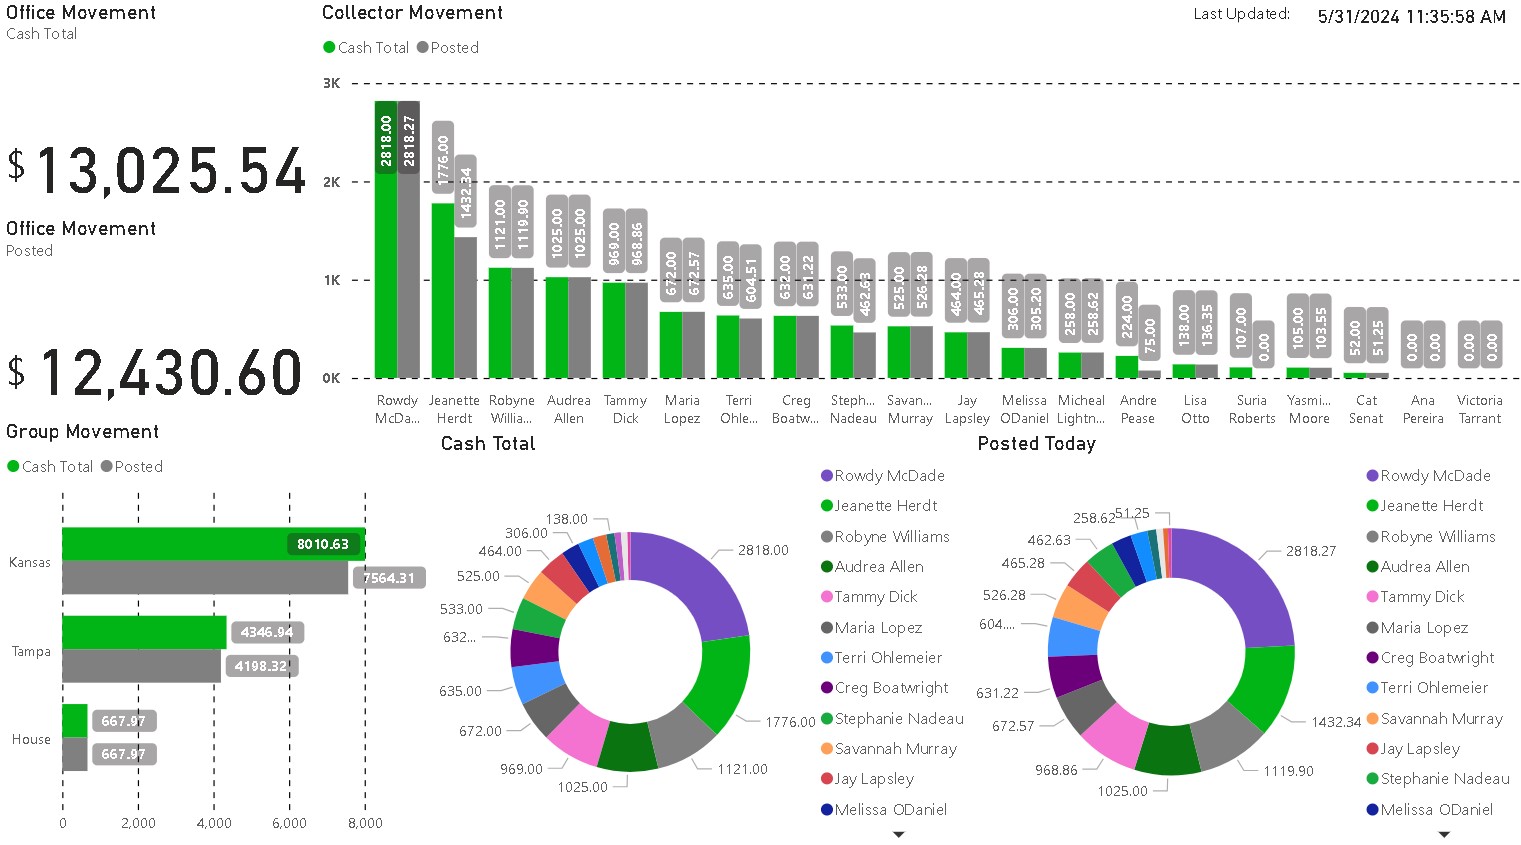 Office Movement
Cash Total
$ 13,025.54
Office Movement
Posted
$ 12,430.60
Collector Movement
Cash Total Posted
Last Updated: 5/31/2024 11:35:58 AM
3K
2K
1K
0K
2818.00 2818.27
1776.00 1432.34
1121.00 1119.90
1025.00 1025.00
969.00 968.86
672.00 672.57
635.00 604.51
632.00 631.22
533.00 462.63
525.00 526.28
464.00 465.28
306.00 305.20
258.00 258.62
224.00 75.00
138.00 136.35
107.00 0.00
105.00 103.55
52.00 51.25
0.00 0.00
0.00 0.00
Rowdy McDa...
Jeanette Herdt
Robyne Willia...
Audrea Allen
Tammy Dick
Maria Lopez
Terri Ohle...
Creg Boatw...
Steph... Nadeau
Savan... Murray
Jay Lapsley
Melissa ODaniel
Micheal Lightn...
Andre Pease
Lisa Otto
Suria Roberts
Yasmi... Moore
Cat Senat
Ana Pereira
Victoria Tarrant
Group Movement
Cash Total Posted
Kansas
8010.63
7564.31
Tampa
4346.94
4198.32
House
667.97
667.97
0 2,000 4,000 6,000 8,000
Cash Total
138.00
306.00
464.00
525.00
533.00
632...
635.00
672.00
969.00
1025.00
1121.00
1776.00
2818.00
Rowdy McDade
Jeanette Herdt
Robyne Williams
Audrea Allen
Tammy Dick
Maria Lopez
Terri Ohlemeier
Creg Boatwright
Stephanie Nadeau
Savannah Murray
Jay Lapsley
Melissa ODaniel
Posted Today
51.25
258.62
462.63
465.28
526.28
604....
631.22
672.57
968.86
1025.00
1119.90
1432.34
2818.27
Rowdy McDade
Jeanette Herdt
Robyne Williams
Audrea Allen
Tammy Dick
Maria Lopez
Creg Boatwright
Terri Ohlemeier
Savannah Murray
Jay Lapsley
Stephanie Nadeau
Melissa ODaniel